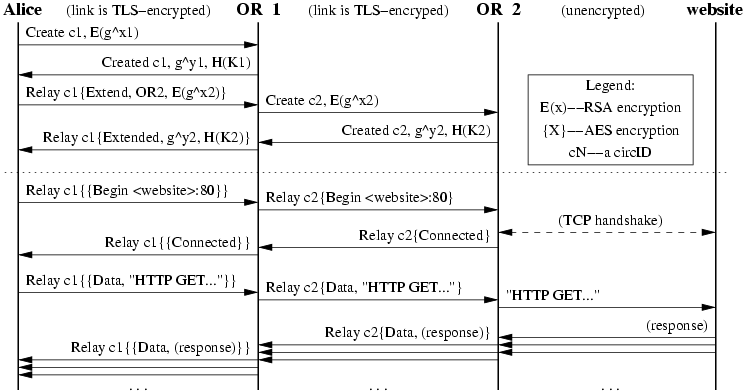 Alice (link is TLS−encrypted) OR 1 (link is TLS−encrypted) OR 2 (unencrypted) website
Create c1, E(g^x1)
Created c1, g^y1, H(K1)
Relay c1{Extend, OR2, E(g^x2)}
Create c2, E(g^x2)
Created c2, g^y2, H(K2)
Relay c1{Extended, g^y2, H(K2)}
Legend:
E(x)−−RSA encryption
{X}−−AES encryption
cN−−a circID
Relay c1{{Begin <website>:80}}
Relay c2{Begin <website>:80}
(TCP handshake)
Relay c2{Connected}
Relay c1{{Connected}}
Relay c1{{Data, "HTTP GET..."}}
Relay c2{Data, "HTTP GET..."}
"HTTP GET..."
(response)
Relay c2{Data, (response)}
Relay c1{{Data, (response)}}
. . . . . . . . .